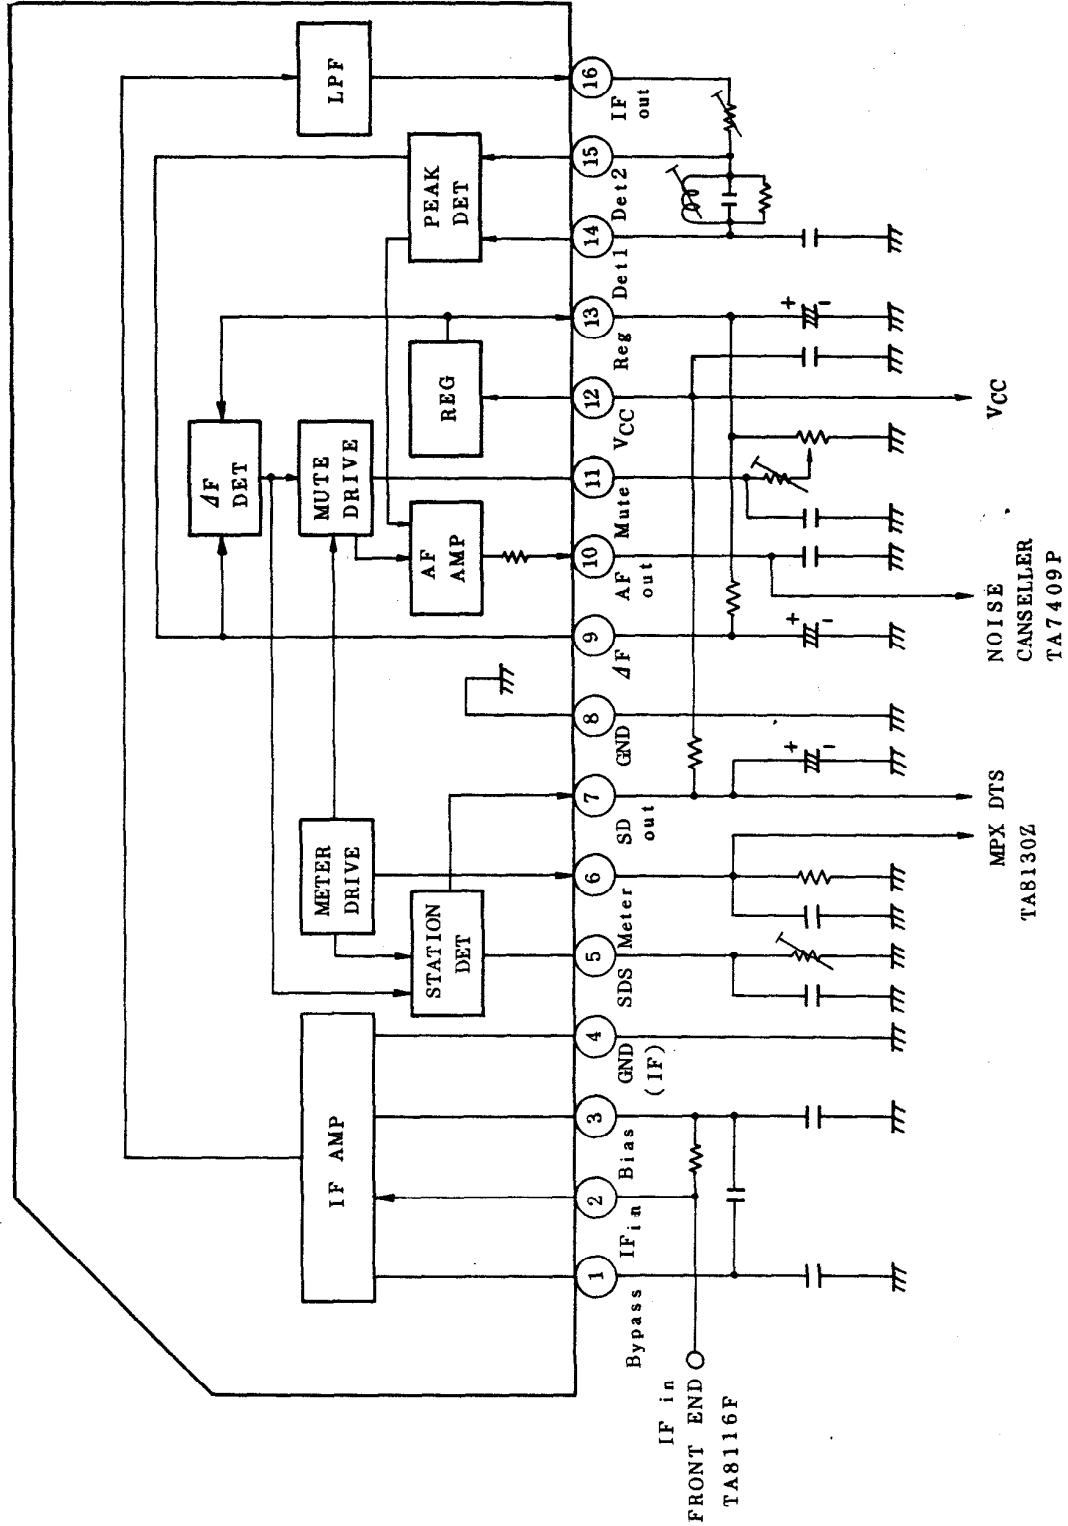 LPF
PEAK
DET
REG
ΔF
DET
MUTE
DRIVE
AF
AMP
METER
DRIVE
STATION
DET
IF AMP
1
2
3
4
5
6
7
8
9
10
11
12
13
14
15
16
Bypass
IFin
Bias
GND
(IF)
SDS
Meter
SD
out
GND
ΔF
AF
out
Mute
VCC
Reg
Det1
Det2
IF
out
+
-
+
-
+
-
IF in
FRONT END
TA8116F
MPX DTS
TA8130Z
NOISE
CANSELLER
TA7409P
VCC